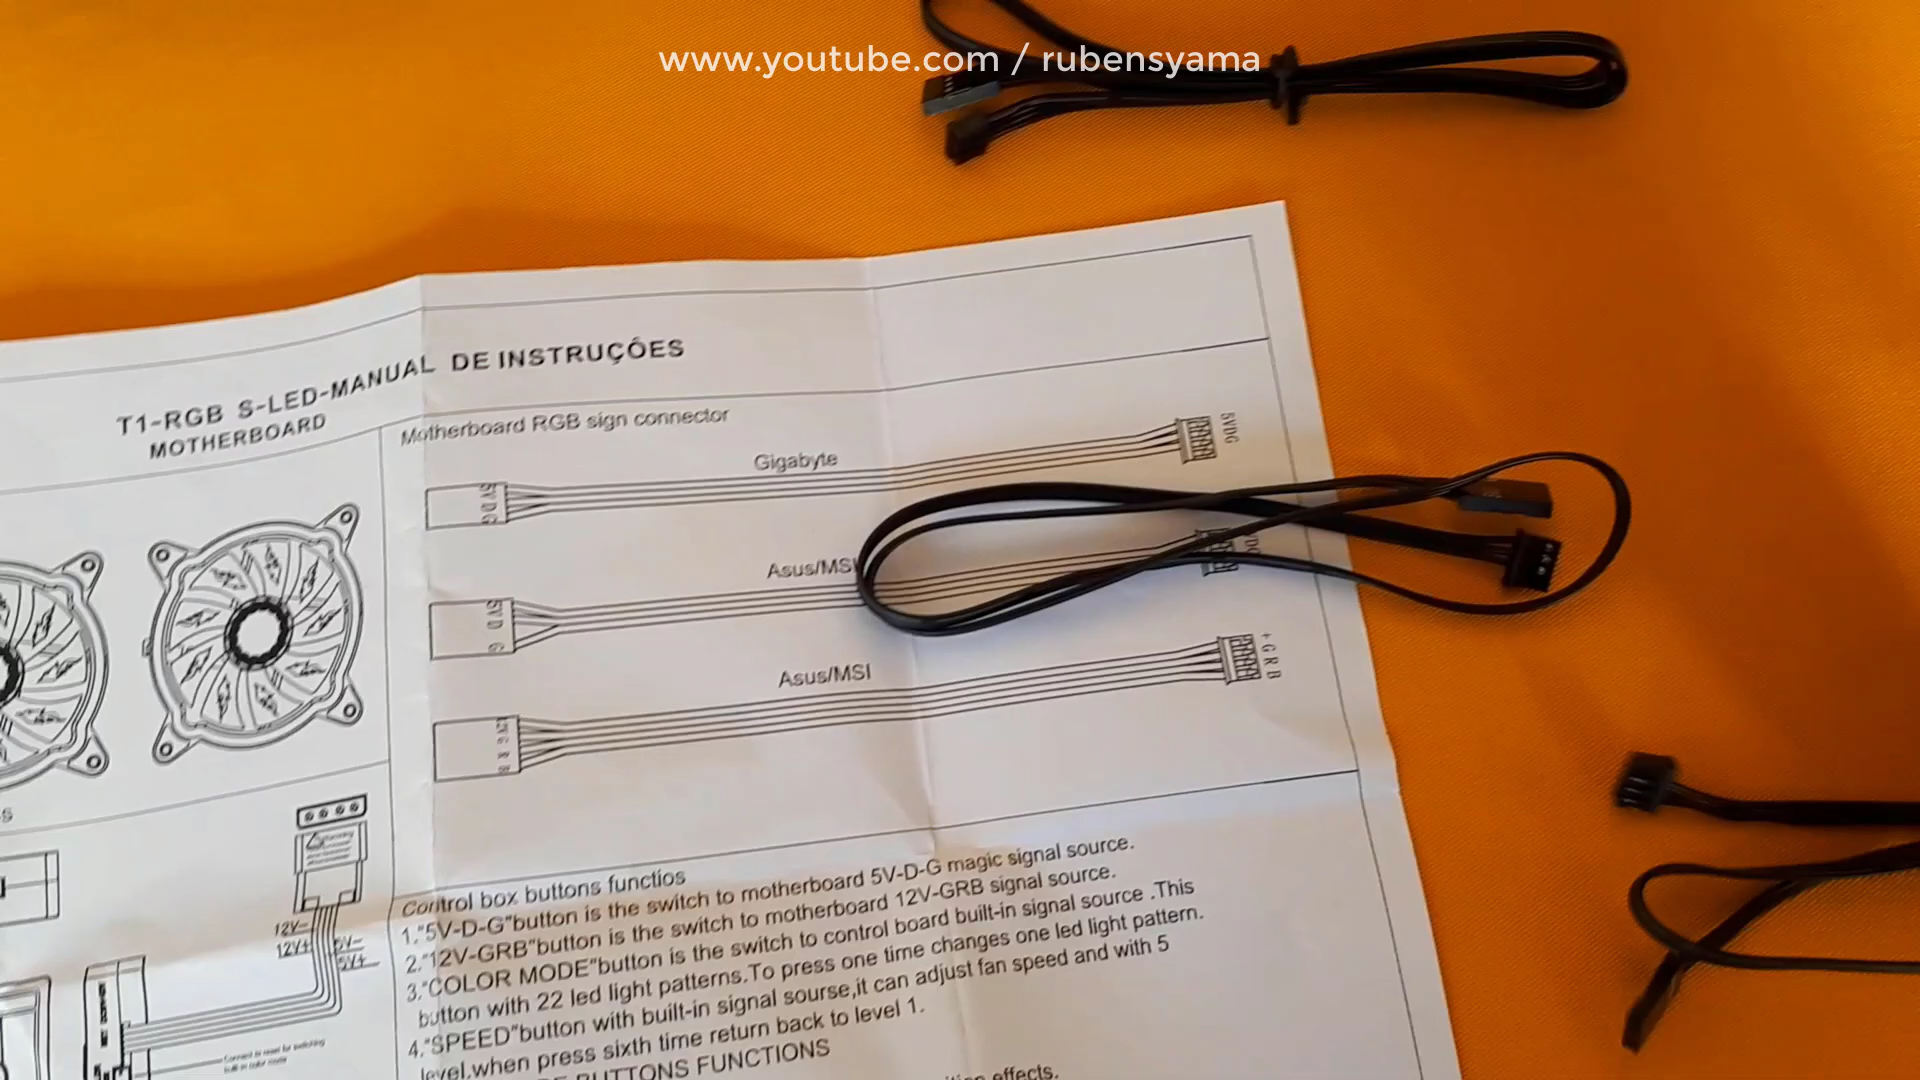 www.youtube.com / rubensyama
T1-RGB S-LED-MANUAL DE INSTRUÇÕES
MOTHERBOARD
Motherboard RGB sign connector
Gigabyte
5VDG
5V D G
Asus/MSI
5V D G
Asus/MSI
+ G R B
12V G R B
12V-
12V+
5V-
5V+
Control box buttons functios
1."5V-D-G"button is the switch to motherboard 5V-D-G magic signal source.
2."12V-GRB"button is the switch to motherboard 12V-GRB signal source.
3."COLOR MODE"button is the switch to control board built-in signal source .This
button with 22 led light patterns.To press one time changes one led light pattern.
4."SPEED"button with built-in signal sourse,it can adjust fan speed and with 5
level.when press sixth time return back to level 1.
BUTTONS FUNCTIONS
effects.